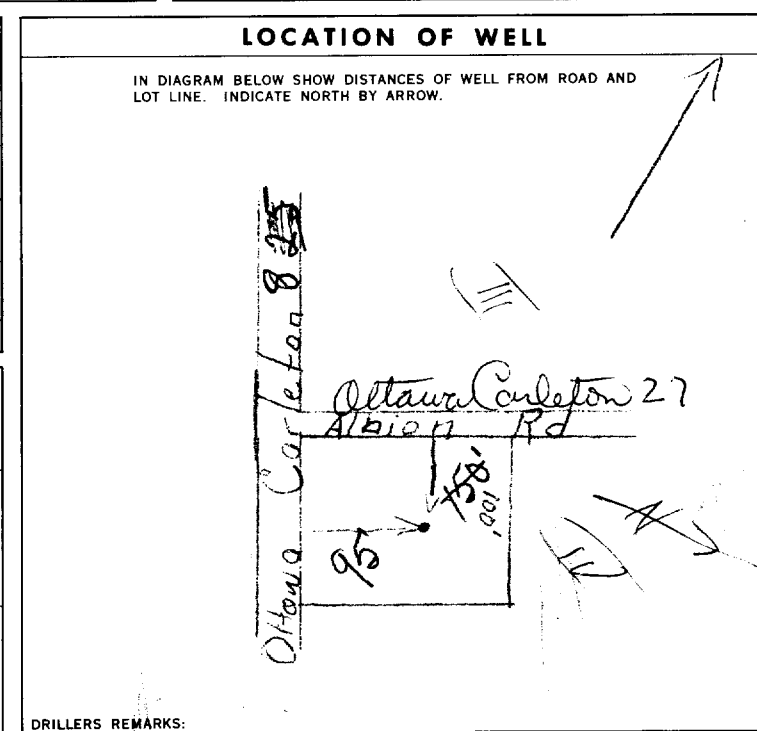 LOCATION OF WELL
IN DIAGRAM BELOW SHOW DISTANCES OF WELL FROM ROAD AND
LOT LINE. INDICATE NORTH BY ARROW.
Ottawa Carleton 8
III
Ottawa Carleton 27
Albion Rd
100'
95
N
DRILLERS REMARKS: